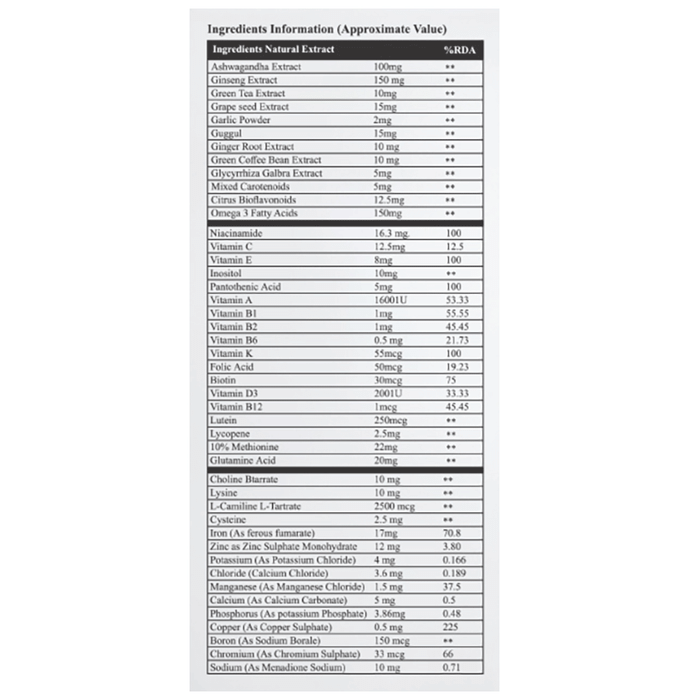 Ingredients Information (Approximate Value)
Ingredients Natural Extract %RDA
Ashwagandha Extract 100mg **
Ginseng Extract 150 mg **
Green Tea Extract 10mg **
Grape seed Extract 15mg **
Garlic Powder 2mg **
Guggul 15mg **
Ginger Root Extract 10 mg **
Green Coffee Bean Extract 10 mg **
Glycyrrhiza Galbra Extract 5mg **
Mixed Carotenoids 5mg **
Citrus Bioflavonoids 12.5mg **
Omega 3 Fatty Acids 150mg **
Niacinamide 16.3 mg. 100
Vitamin C 12.5mg 12.5
Vitamin E 8mg 100
Inositol 10mg **
Pantothenic Acid 5mg 100
Vitamin A 1600IU 53.33
Vitamin B1 1mg 55.55
Vitamin B2 1mg 45.45
Vitamin B6 0.5 mg 21.73
Vitamin K 55mcg 100
Folic Acid 50mcg 19.23
Biotin 30mcg 75
Vitamin D3 200IU 33.33
Vitamin B12 1mcg 45.45
Lutein 250mcg **
Lycopene 2.5mg **
10% Methionine 22mg **
Glutamine Acid 20mg **
Choline Btarrate 10 mg **
Lysine 10 mg **
L-Camiline L-Tartrate 2500 mcg **
Cysteine 2.5 mg **
Iron (As ferous fumarate) 17mg 70.8
Zinc as Zinc Sulphate Monohydrate 12 mg 3.80
Potassium (As Potassium Chloride) 4 mg 0.166
Chloride (Calcium Chloride) 3.6 mg 0.189
Manganese (As Manganese Chloride) 1.5 mg 37.5
Calcium (As Calcium Carbonate) 5 mg 0.5
Phosphorus (As potassium Phosphate) 3.86mg 0.48
Copper (As Copper Sulphate) 0.5 mg 225
Boron (As Sodium Borale) 150 mcg **
Chromium (As Chromium Sulphate) 33 mcg 66
Sodium (As Menadione Sodium) 10 mg 0.71